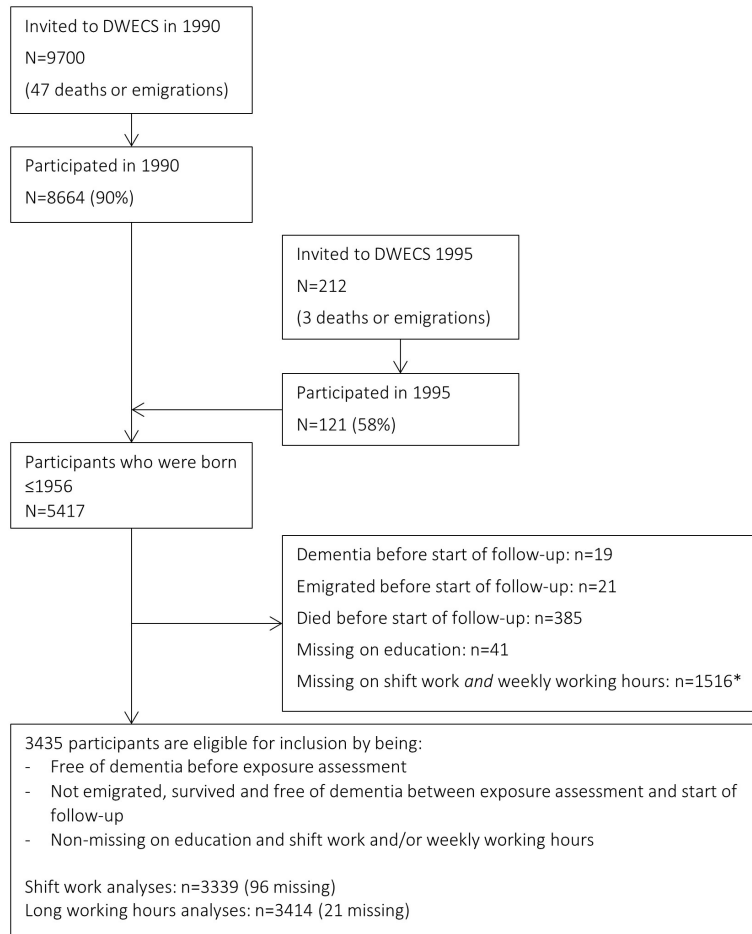 Invited to DWECS in 1990
N=9700
(47 deaths or emigrations)
Participated in 1990
N=8664 (90%)
Invited to DWECS 1995
N=212
(3 deaths or emigrations)
Participated in 1995
N=121 (58%)
Participants who were born
≤1956
N=5417
Dementia before start of follow-up: n=19
Emigrated before start of follow-up: n=21
Died before start of follow-up: n=385
Missing on education: n=41
Missing on shift work and weekly working hours: n=1516*
3435 participants are eligible for inclusion by being:
- Free of dementia before exposure assessment
- Not emigrated, survived and free of dementia between exposure assessment and start of
follow-up
- Non-missing on education and shift work and/or weekly working hours
Shift work analyses: n=3339 (96 missing)
Long working hours analyses: n=3414 (21 missing)